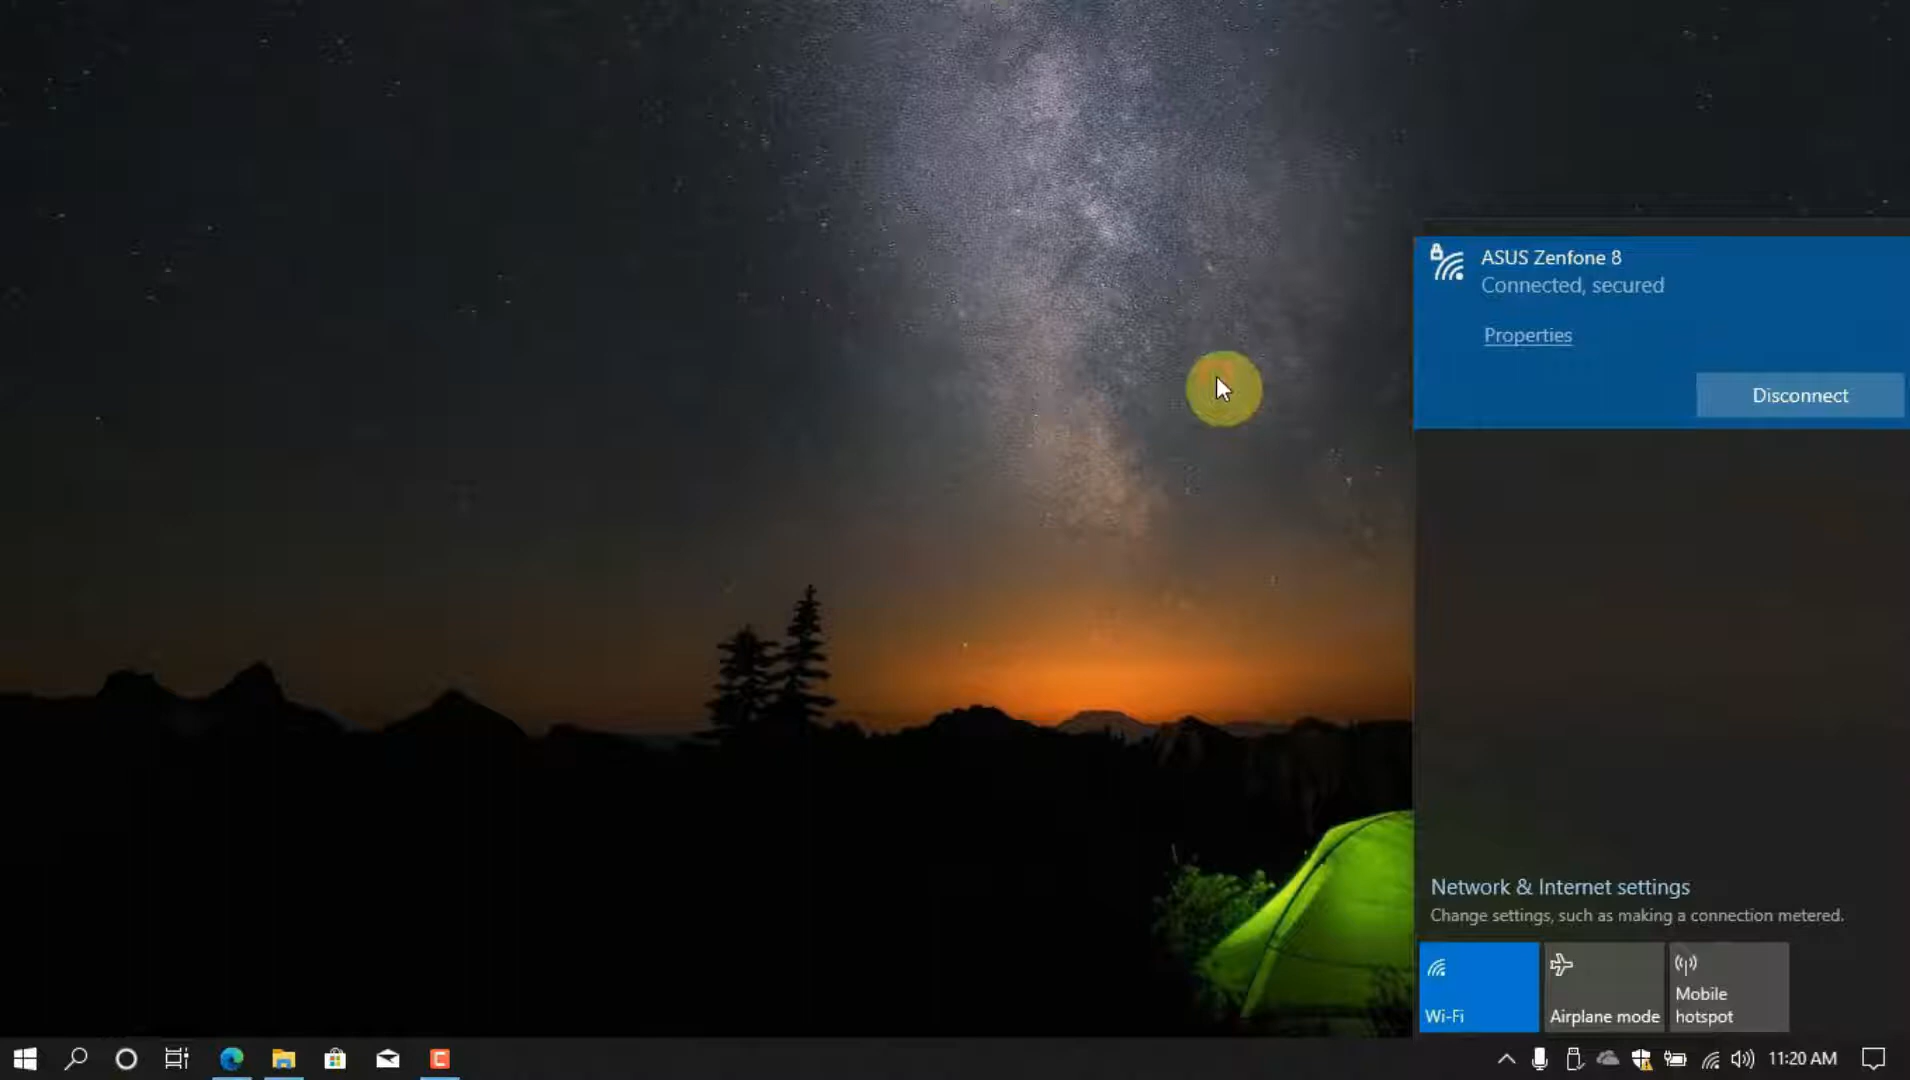 ASUS Zenfone 8
Connected, secured
Properties
Disconnect
Network & Internet settings
Change settings, such as making a connection metered.
Wi-Fi
Airplane mode
Mobile
hotspot
C
11:20 AM